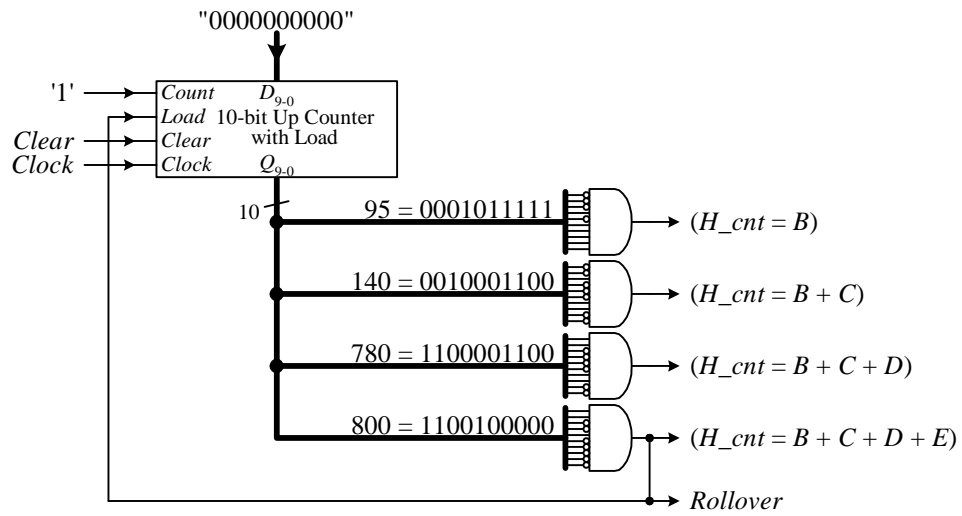 "0000000000"
'1'
Count
D9-0
Load
10-bit Up Counter
with Load
Clear
Clear
Clock
Clock
Q9-0
10
95 = 0001011111
(H_cnt = B)
140 = 0010001100
(H_cnt = B + C)
780 = 1100001100
(H_cnt = B + C + D)
800 = 1100100000
(H_cnt = B + C + D + E)
Rollover